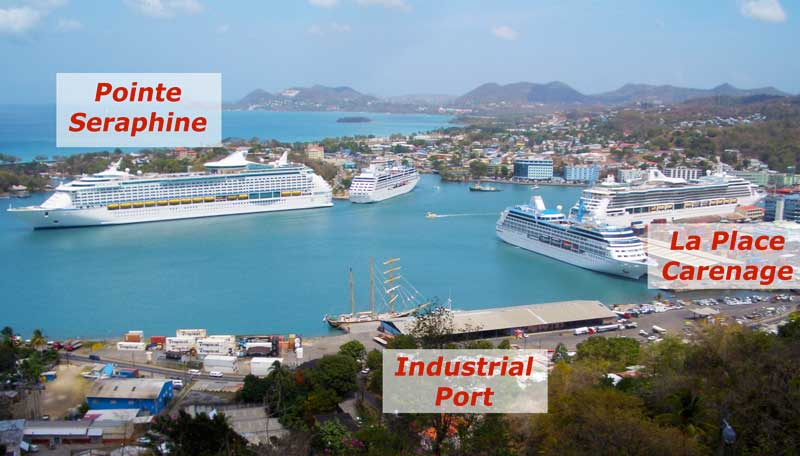 Pointe
Seraphine
La Place
Carenage
Industrial
Port